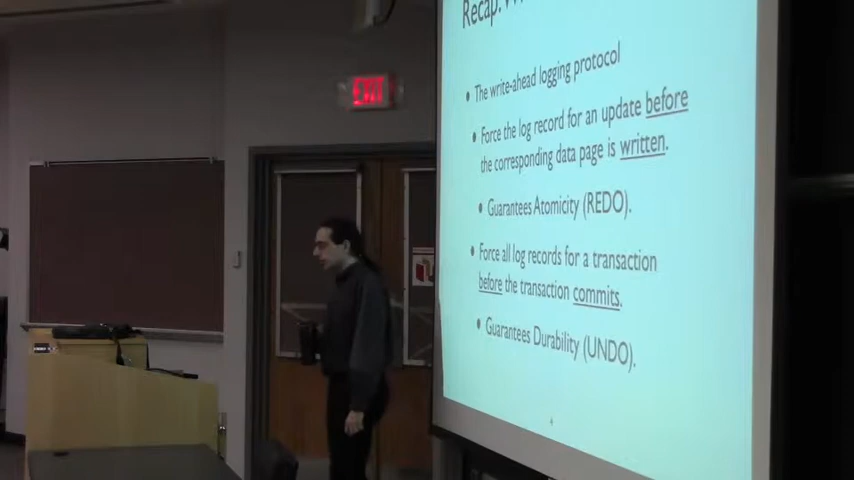 Recap:
EXIT
• The write-ahead logging protocol
• Force the log record for an update before
the corresponding data page is written.
• Guarantees Atomicity (REDO).
• Force all log records for a transaction
before the transaction commits.
• Guarantees Durability (UNDO).